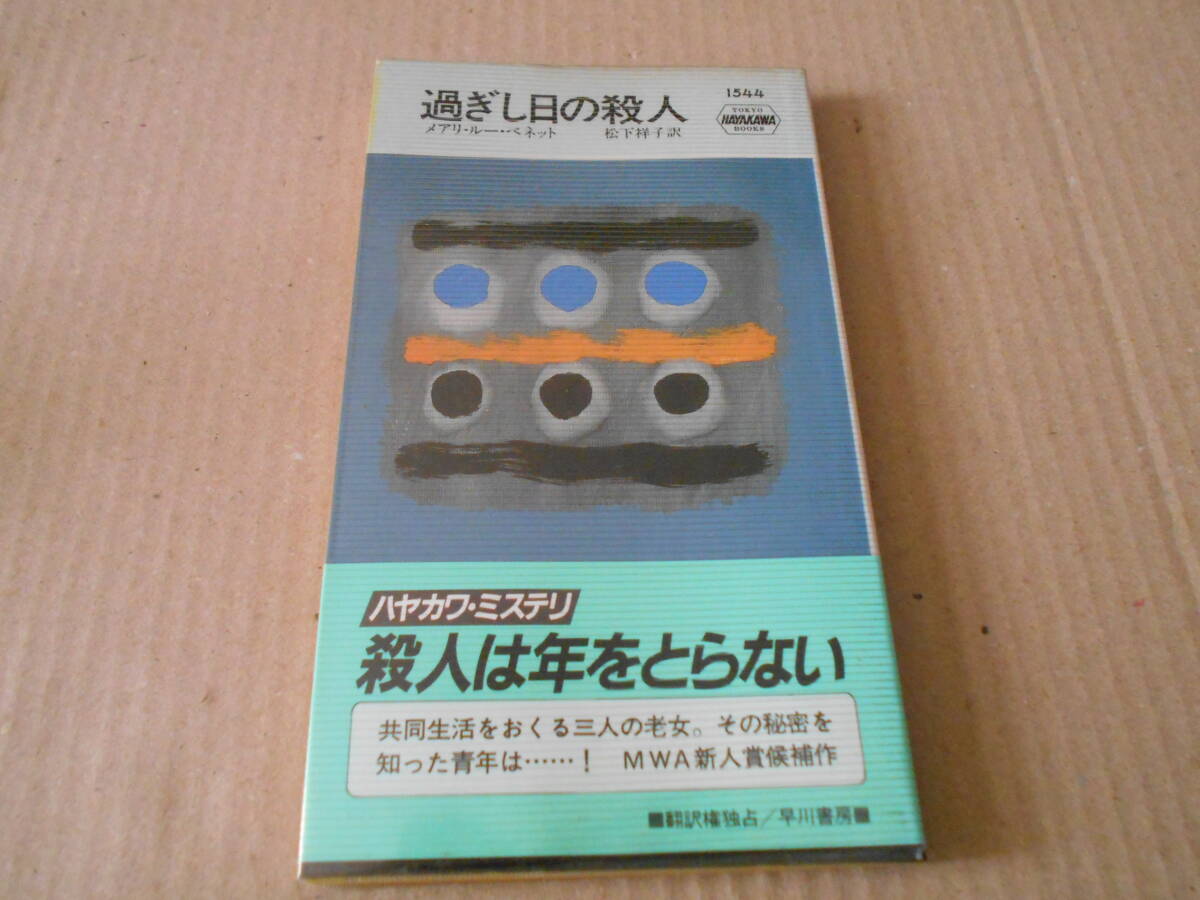 過ぎし日の殺人
メアリ・ルー・ベネット 松下祥子訳
1544
TOKYO
HAYAKAWA
BOOKS
ハヤカワ・ミステリ
殺人は年をとらない
共同生活をおくる三人の老女。その秘密を
知った青年は……！ MWA新人賞候補作
■翻訳権独占／早川書房■